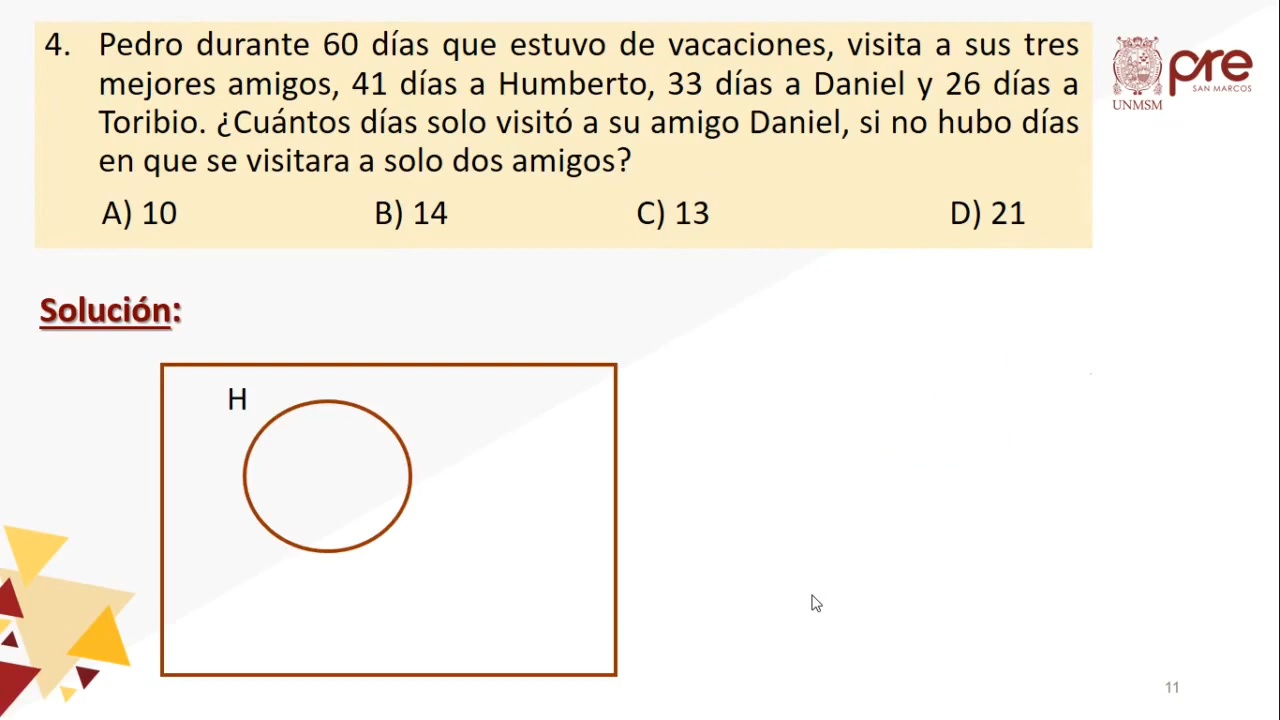 4. Pedro durante 60 días que estuvo de vacaciones, visita a sus tres
mejores amigos, 41 días a Humberto, 33 días a Daniel y 26 días a
Toribio. ¿Cuántos días solo visitó a su amigo Daniel, si no hubo días
en que se visitara a solo dos amigos?
A) 10 B) 14 C) 13 D) 21
UNMSM
pre
SAN MARCOS
Solución:
H
11